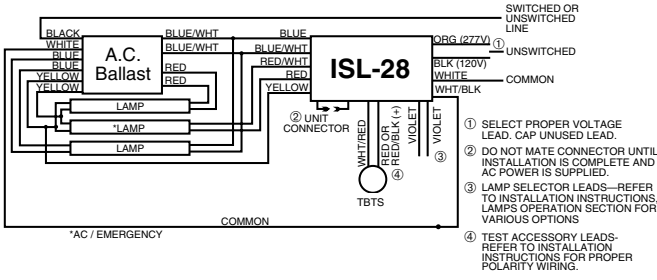 SWITCHED OR
UNSWITCHED
LINE
BLACK
WHITE
BLUE
BLUE
YELLOW
YELLOW
A.C.
Ballast
BLUE/WHT
BLUE/WHT
RED
RED
BLUE
BLUE/WHT
RED/WHT
RED
YELLOW
ISL-28
ORG (277V)
①
UNSWITCHED
BLK (120V)
WHITE
COMMON
WHT/BLK
LAMP
*LAMP
LAMP
② UNIT
CONNECTOR
WHT/RED
RED OR
RED/BLK (+)
VIOLET
VIOLET
③
④
TBTS
COMMON
*AC / EMERGENCY
① SELECT PROPER VOLTAGE
LEAD. CAP UNUSED LEAD.
② DO NOT MATE CONNECTOR UNTIL
INSTALLATION IS COMPLETE AND
AC POWER IS SUPPLIED.
③ LAMP SELECTOR LEADS—REFER
TO INSTALLATION INSTRUCTIONS,
LAMPS OPERATION SECTION FOR
VARIOUS OPTIONS
④ TEST ACCESSORY LEADS-
REFER TO INSTALLATION
INSTRUCTIONS FOR PROPER
POLARITY WIRING.